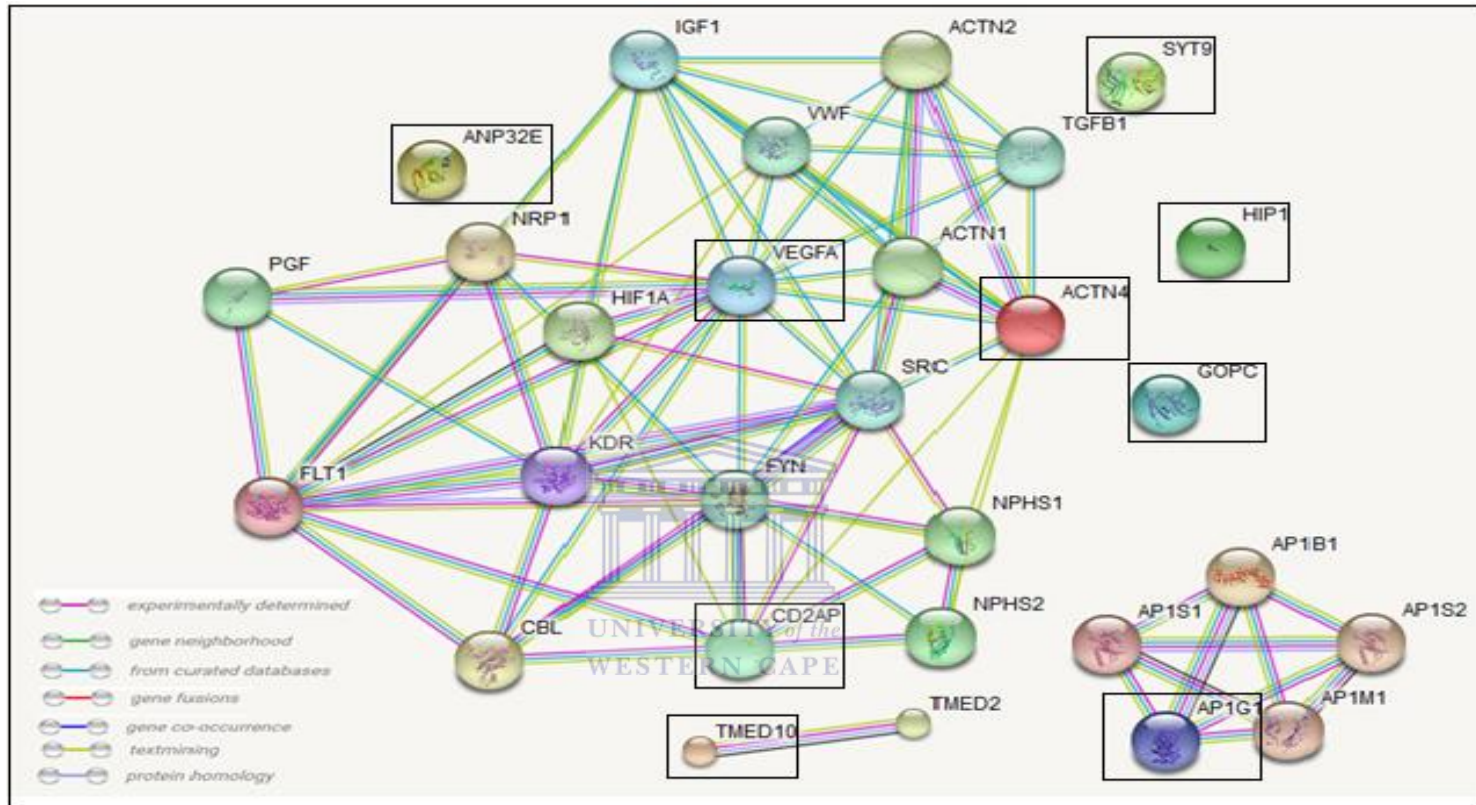 IGF1
ACTN2
SYT9
VWF
TGFB1
ANP32E
NRP1
ACTN1
HIP1
PGF
VEGFA
HIF1A
ACTN4
SRC
GOPC
KDR
FLT1
FYN
NPHS1
AP1B1
experimentally determined
gene neighborhood
from curated databases
gene fusions
gene co-occurrence
textmining
protein homology
CBL
UNIVERSITY of the
WESTERN CAPE
CD2AP
NPHS2
AP1S1
AP1S2
TMED2
TMED10
AP1G1
AP1M1